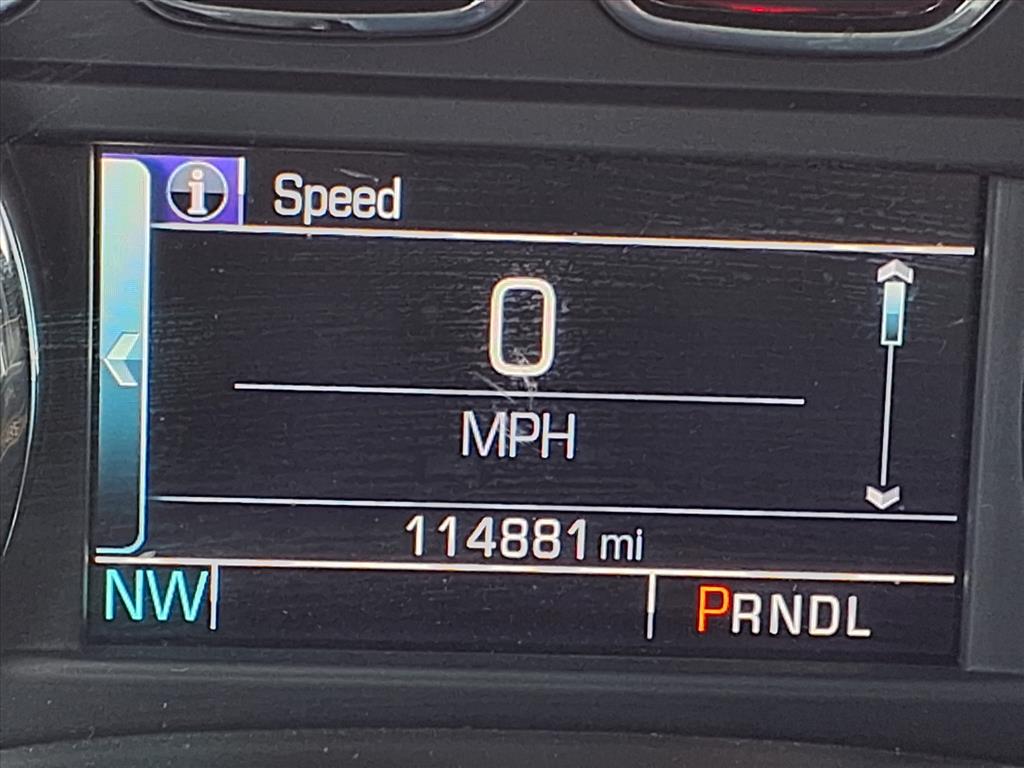 i Speed
0
MPH
114881 mi
NW PRNDL